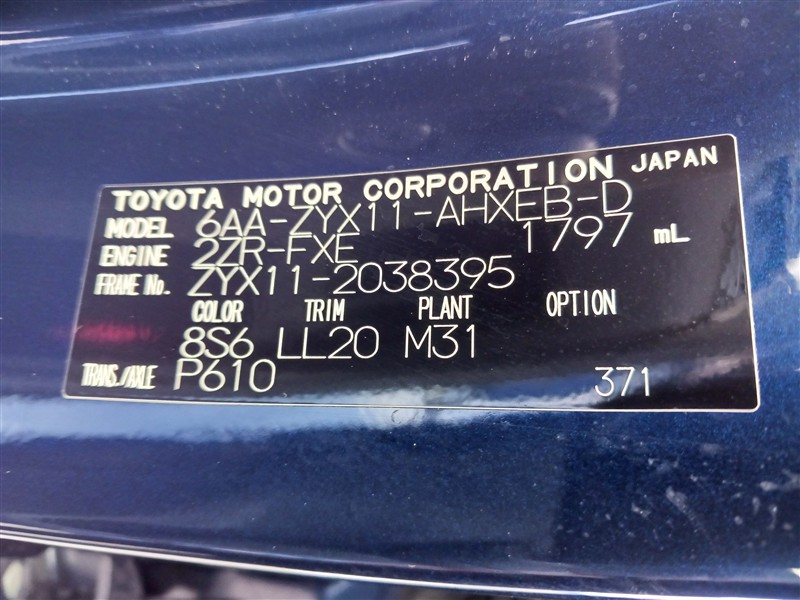 TOYOTA MOTOR CORPORATION JAPAN
MODEL 6AA-ZYX11-AHXEB-D
ENGINE 2ZR-FXE 1797 mL
FRAME No. ZYX11-2038395
COLOR TRIM PLANT OPTION
8S6 LL20 M31
TRANS./AXLE P610 371